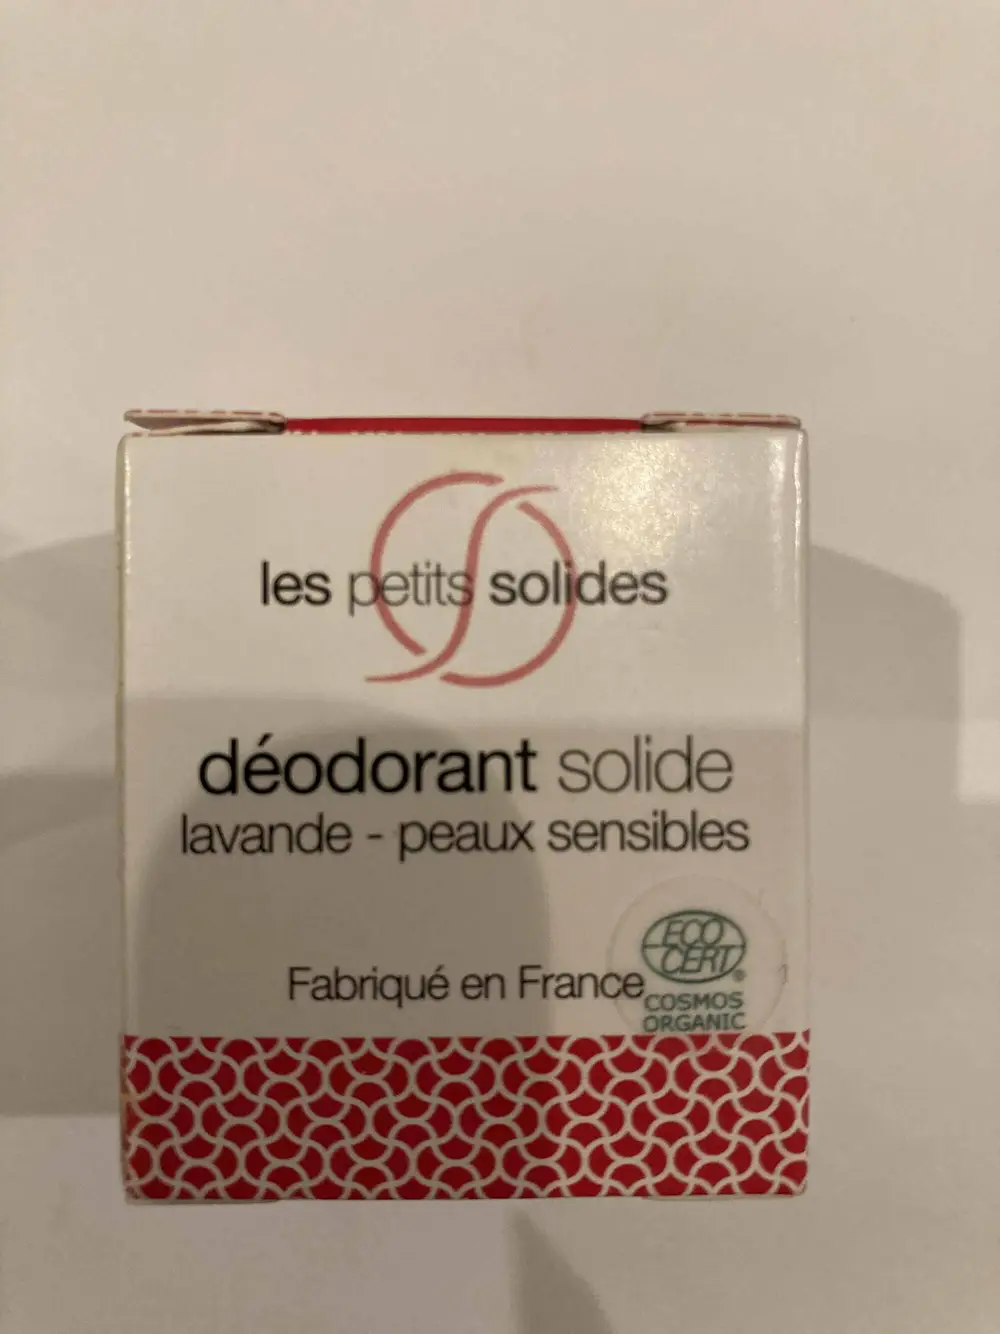 les petits solides
déodorant solide
lavande - peaux sensibles
Fabriqué en France
ECO
CERT®
COSMOS
ORGANIC